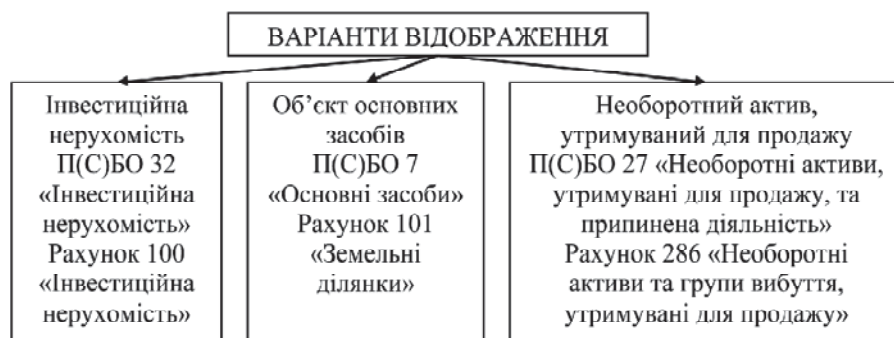 ВАРІАНТИ ВІДОБРАЖЕННЯ
Інвестиційна
нерухомість
П(С)БО 32
«Інвестиційна
нерухомість»
Рахунок 100
«Інвестиційна
нерухомість»
Об’єкт основних
засобів
П(С)БО 7
«Основні засоби»
Рахунок 101
«Земельні
ділянки»
Необоротний актив,
утримуваний для продажу
П(С)БО 27 «Необоротні активи,
утримувані для продажу, та
припинена діяльність»
Рахунок 286 «Необоротні
активи та групи вибуття,
утримувані для продажу»